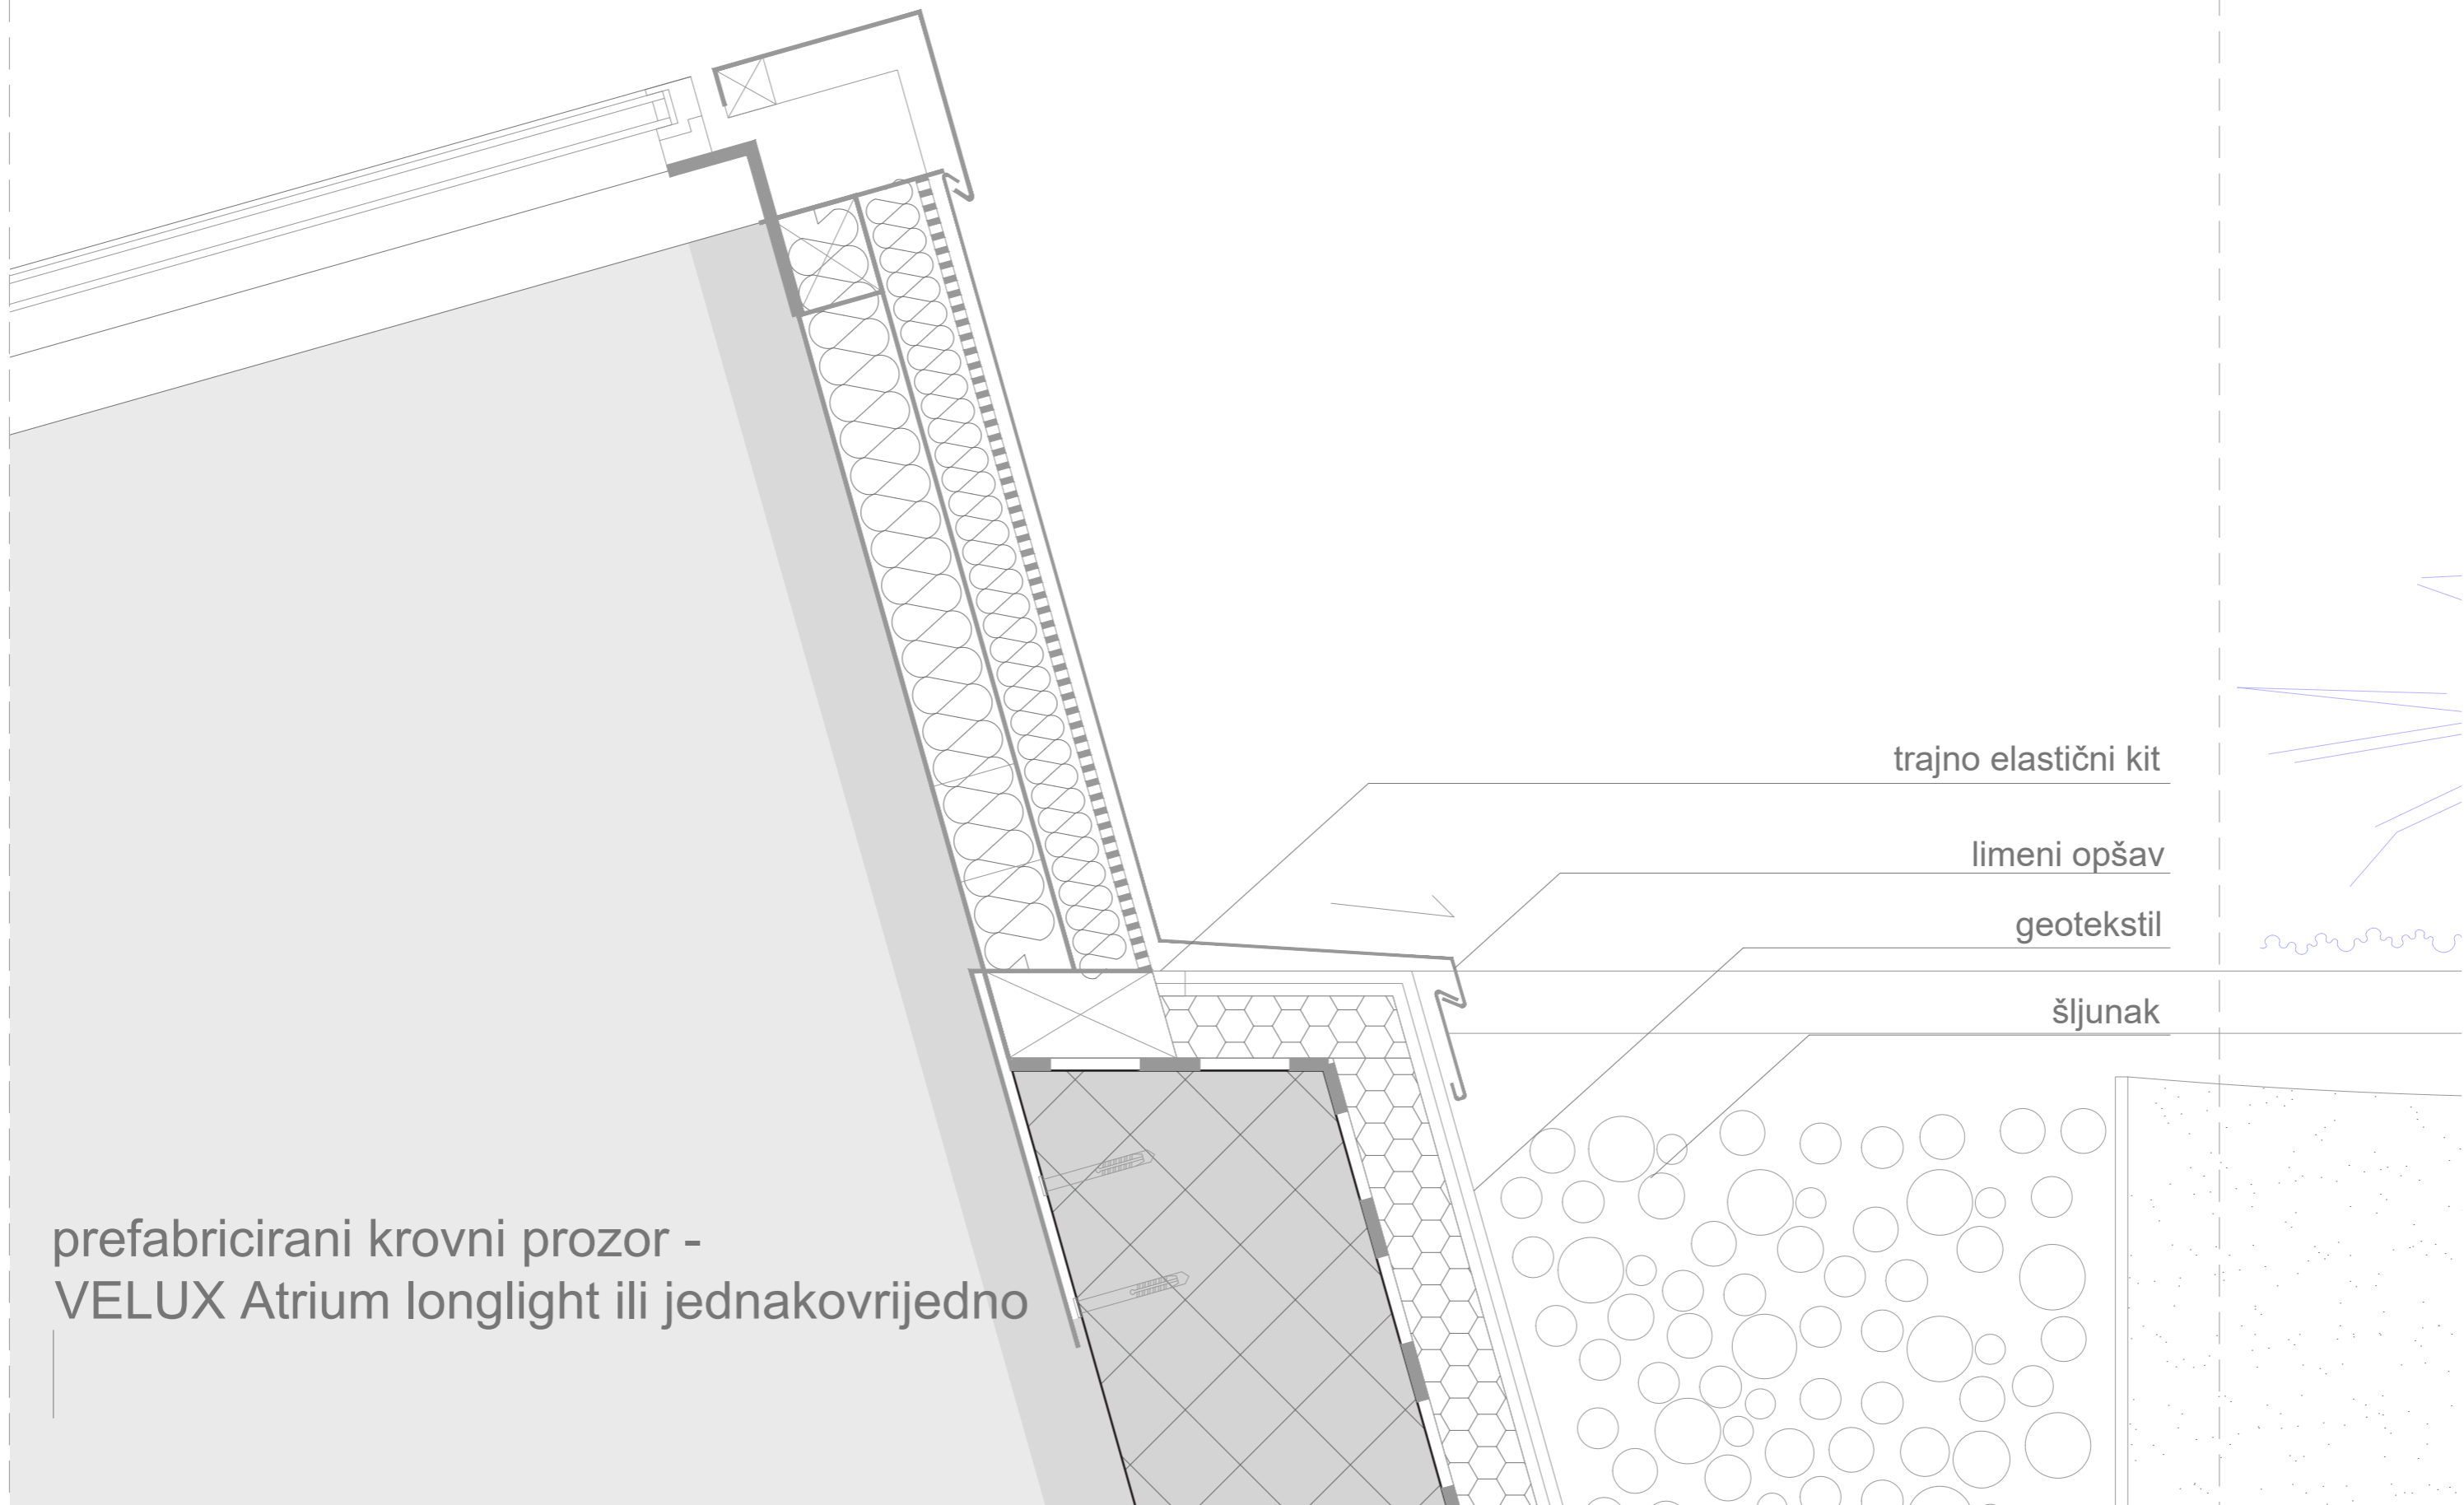 trajno elastični kit
limeni opšav
geotekstil
šljunak
prefabricirani krovni prozor -
VELUX Atrium longlight ili jednakovrijedno